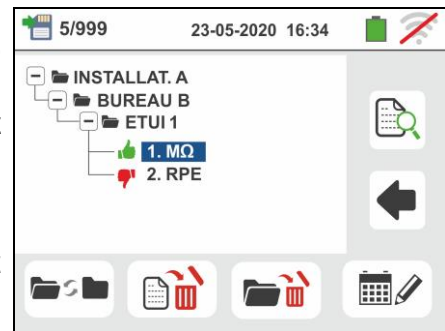 5/999 23-05-2020 16:34
INSTALLAT. A
BUREAU B
ETUI 1
1. MΩ
2. RPE